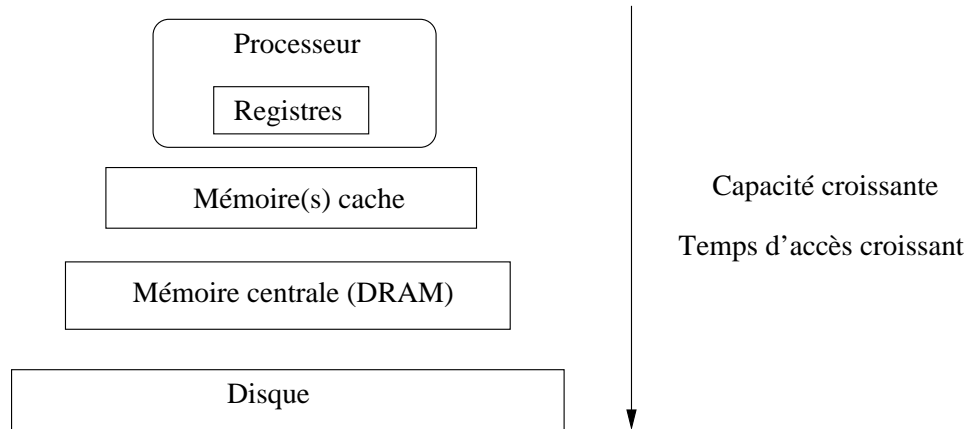 Processeur
Registres
Mémoire(s) cache
Mémoire centrale (DRAM)
Disque
Capacité croissante
Temps d'accès croissant